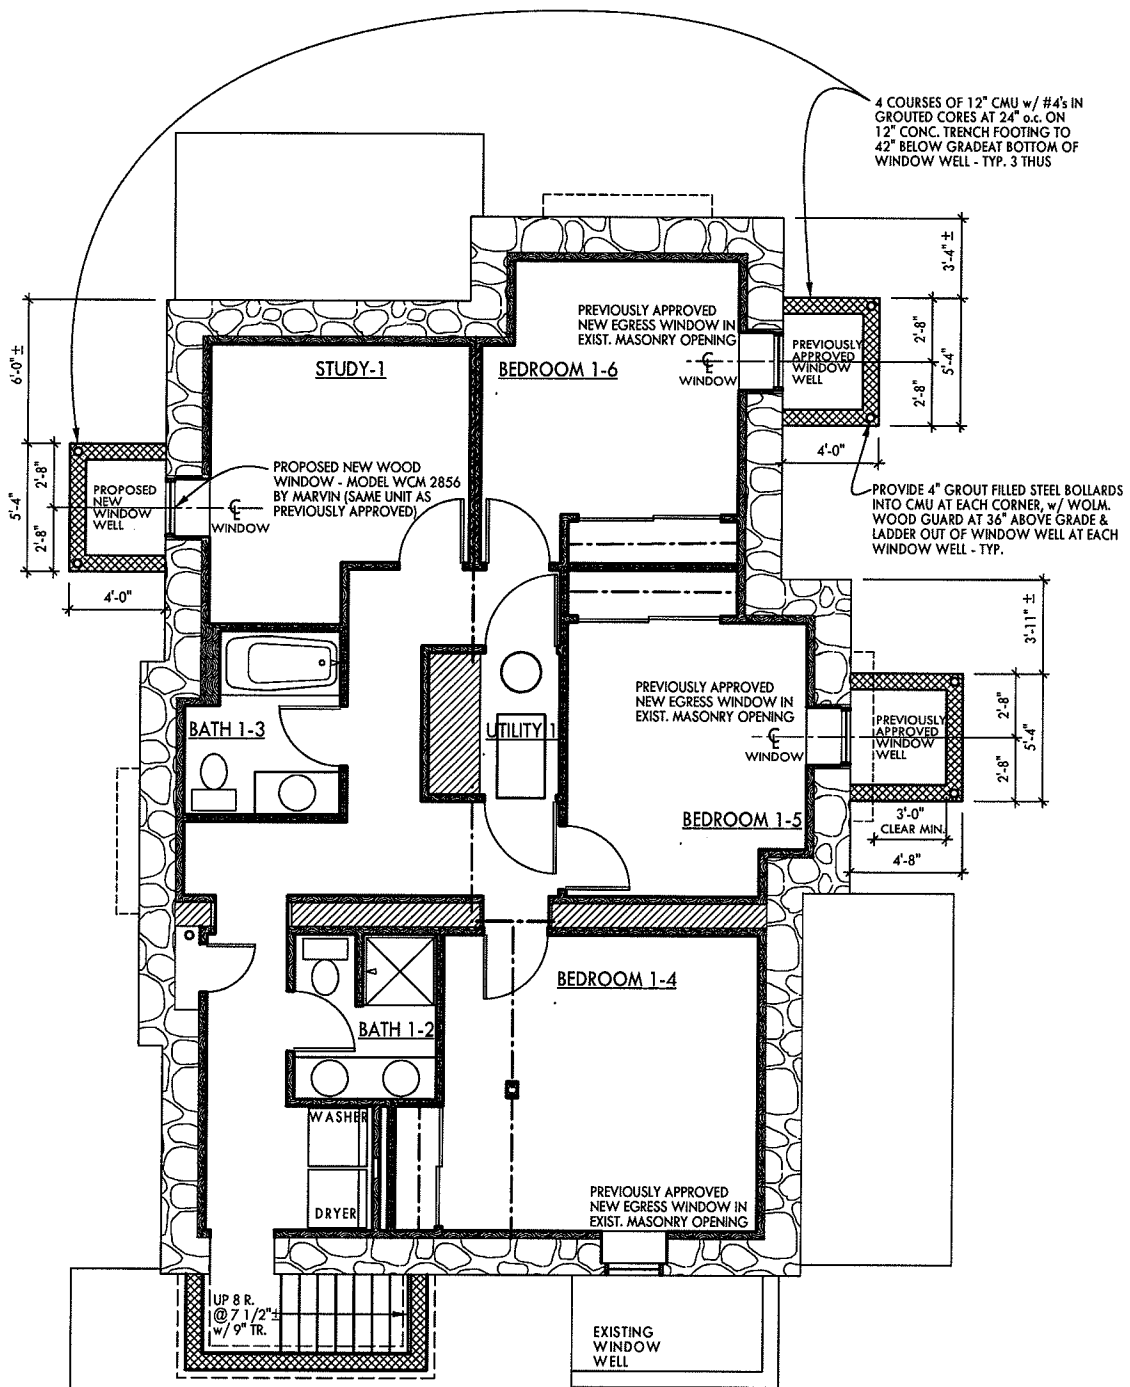 4 COURSES OF 12" CMU w/ #4's IN
GROUTED CORES AT 24" o.c. ON
12" CONC. TRENCH FOOTING TO
42" BELOW GRADEAT BOTTOM OF
WINDOW WELL - TYP. 3 THUS
3'-4" ±
PREVIOUSLY APPROVED
NEW EGRESS WINDOW IN
EXIST. MASONRY OPENING
℄
WINDOW
PREVIOUSLY
APPROVED
WINDOW
WELL
2'-8"
5'-4"
2'-8"
4'-0"
6'-0" ±
STUDY-1
BEDROOM 1-6
PROPOSED NEW WOOD
WINDOW - MODEL WCM 2856
BY MARVIN (SAME UNIT AS
PREVIOUSLY APPROVED)
℄
WINDOW
PROPOSED
NEW
WINDOW
WELL
2'-8"
5'-4"
2'-8"
4'-0"
PROVIDE 4" GROUT FILLED STEEL BOLLARDS
INTO CMU AT EACH CORNER, w/ WOLM.
WOOD GUARD AT 36" ABOVE GRADE &
LADDER OUT OF WINDOW WELL AT EACH
WINDOW WELL - TYP.
3'-11" ±
PREVIOUSLY APPROVED
NEW EGRESS WINDOW IN
EXIST. MASONRY OPENING
℄
WINDOW
PREVIOUSLY
APPROVED
WINDOW
WELL
2'-8"
5'-4"
2'-8"
3'-0"
CLEAR MIN.
4'-8"
BATH 1-3
UTILITY 1
BEDROOM 1-5
BEDROOM 1-4
BATH 1-2
WASHER
DRYER
PREVIOUSLY APPROVED
NEW EGRESS WINDOW IN
EXIST. MASONRY OPENING
UP 8 R.
@ 7 1/2"±
w/ 9" TR.
EXISTING
WINDOW
WELL